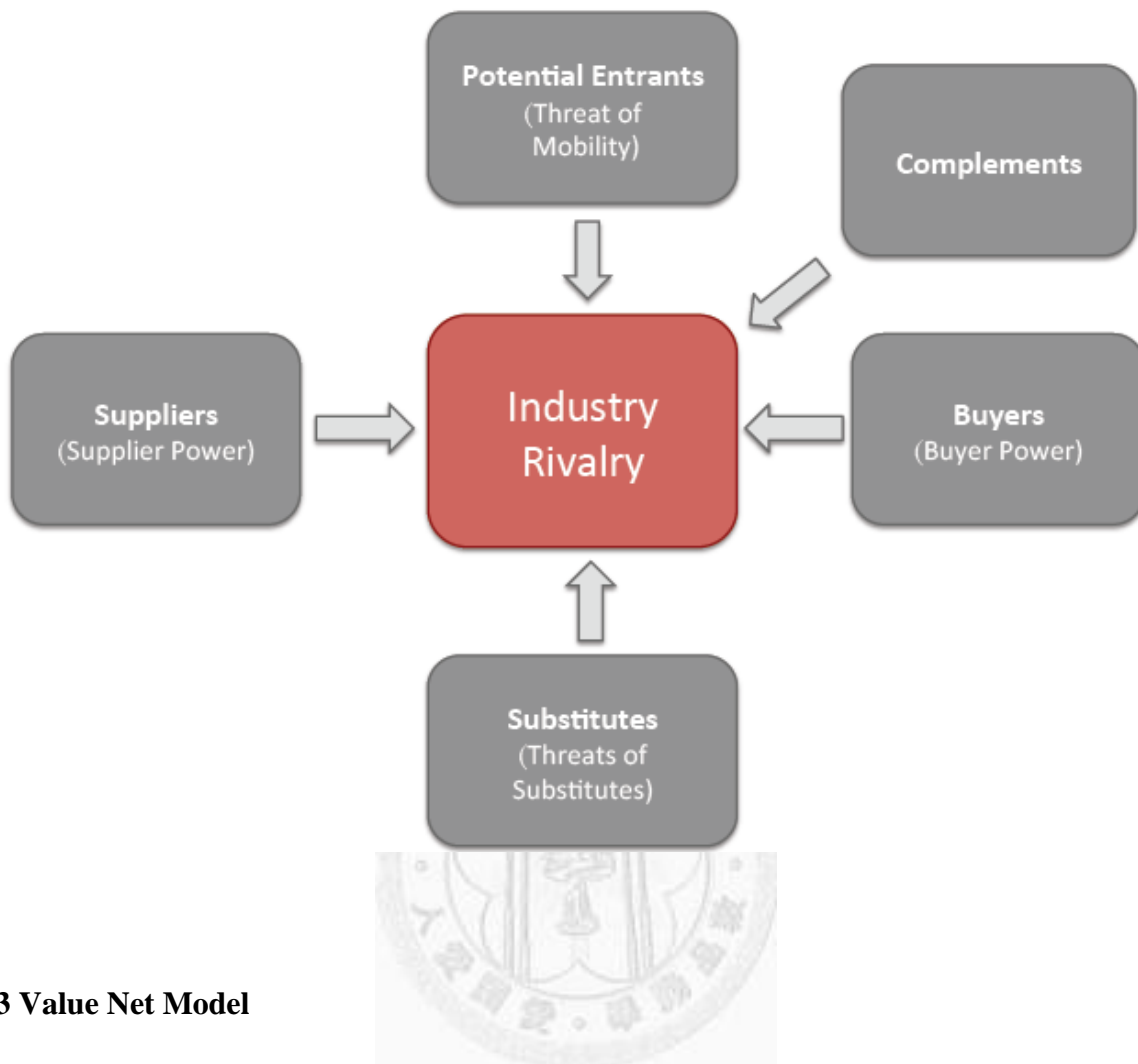 Potential Entrants
(Threat of
Mobility)
Complements
Suppliers
(Supplier Power)
Industry
Rivalry
Buyers
(Buyer Power)
Substitutes
(Threats of
Substitutes)
3 Value Net Model